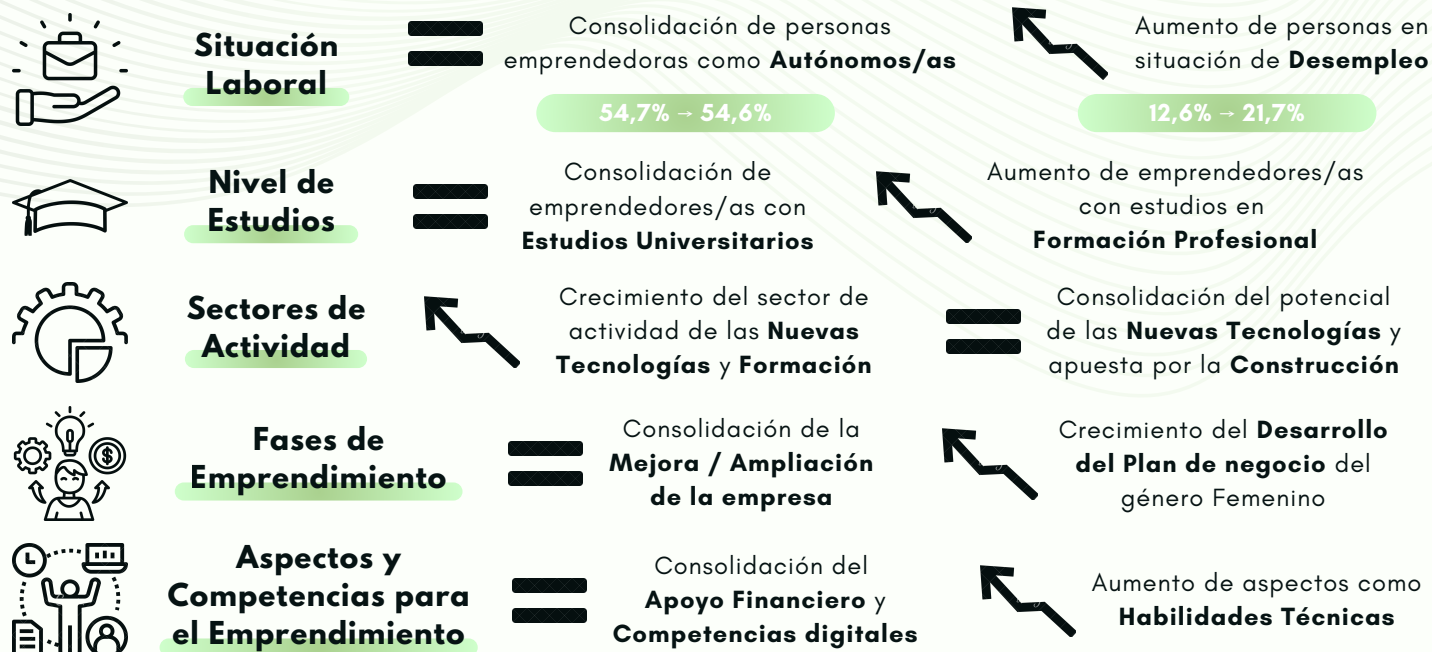 Situación
Laboral
Consolidación de personas
emprendedoras como Autónomos/as
54,7% → 54,6%
Aumento de personas en
situación de Desempleo
12,6% → 21,7%
Nivel de
Estudios
Consolidación de
emprendedores/as con
Estudios Universitarios
Aumento de emprendedores/as
con estudios en
Formación Profesional
Sectores de
Actividad
Crecimiento del sector de
actividad de las Nuevas
Tecnologías y Formación
Consolidación del potencial
de las Nuevas Tecnologías y
apuesta por la Construcción
Fases de
Emprendimiento
Consolidación de la
Mejora / Ampliación
de la empresa
Crecimiento del Desarrollo
del Plan de negocio del
género Femenino
Aspectos y
Competencias para
el Emprendimiento
Consolidación del
Apoyo Financiero y
Competencias digitales
Aumento de aspectos como
Habilidades Técnicas